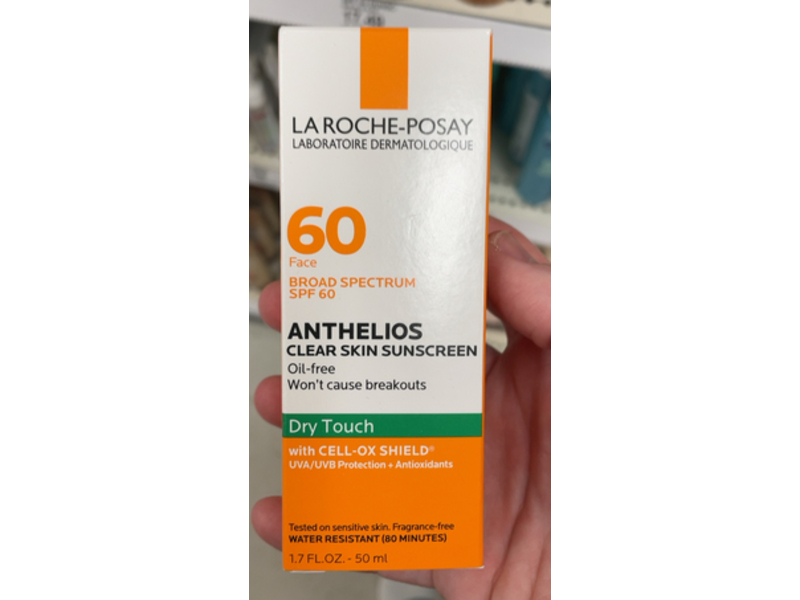 LA ROCHE-POSAY
LABORATOIRE DERMATOLOGIQUE
60
Face
BROAD SPECTRUM
SPF 60
ANTHELIOS
CLEAR SKIN SUNSCREEN
Oil-free
Won't cause breakouts
Dry Touch
with CELL-OX SHIELD®
UVA/UVB Protection + Antioxidants
Tested on sensitive skin. Fragrance-free
WATER RESISTANT (80 MINUTES)
1.7 FL.OZ. - 50 ml